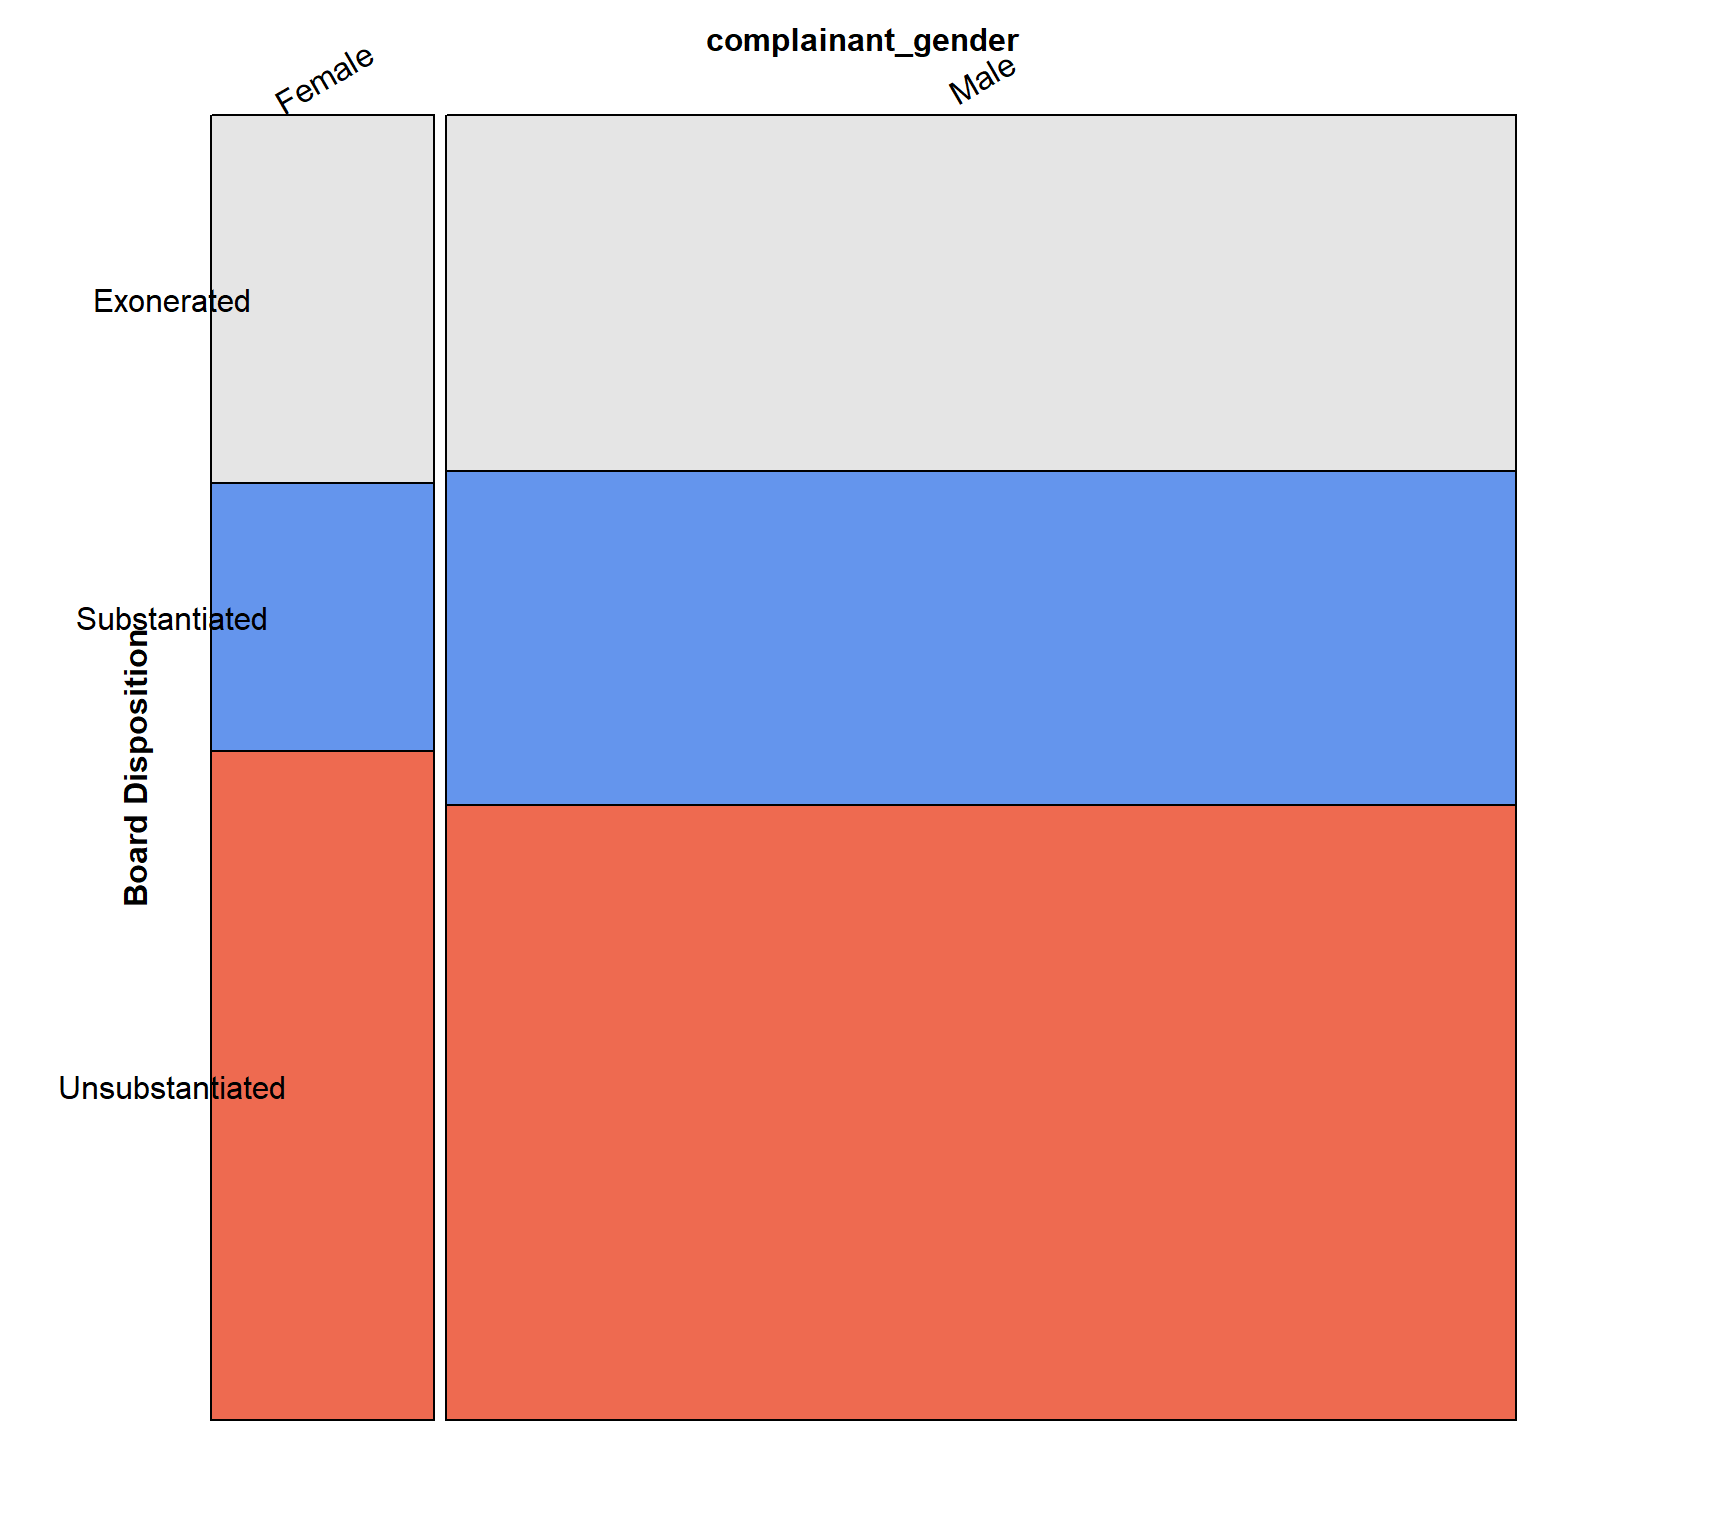 complainant_gender
Female
Male
Exonerated
Substantiated
Board Disposition
Unsubstantiated